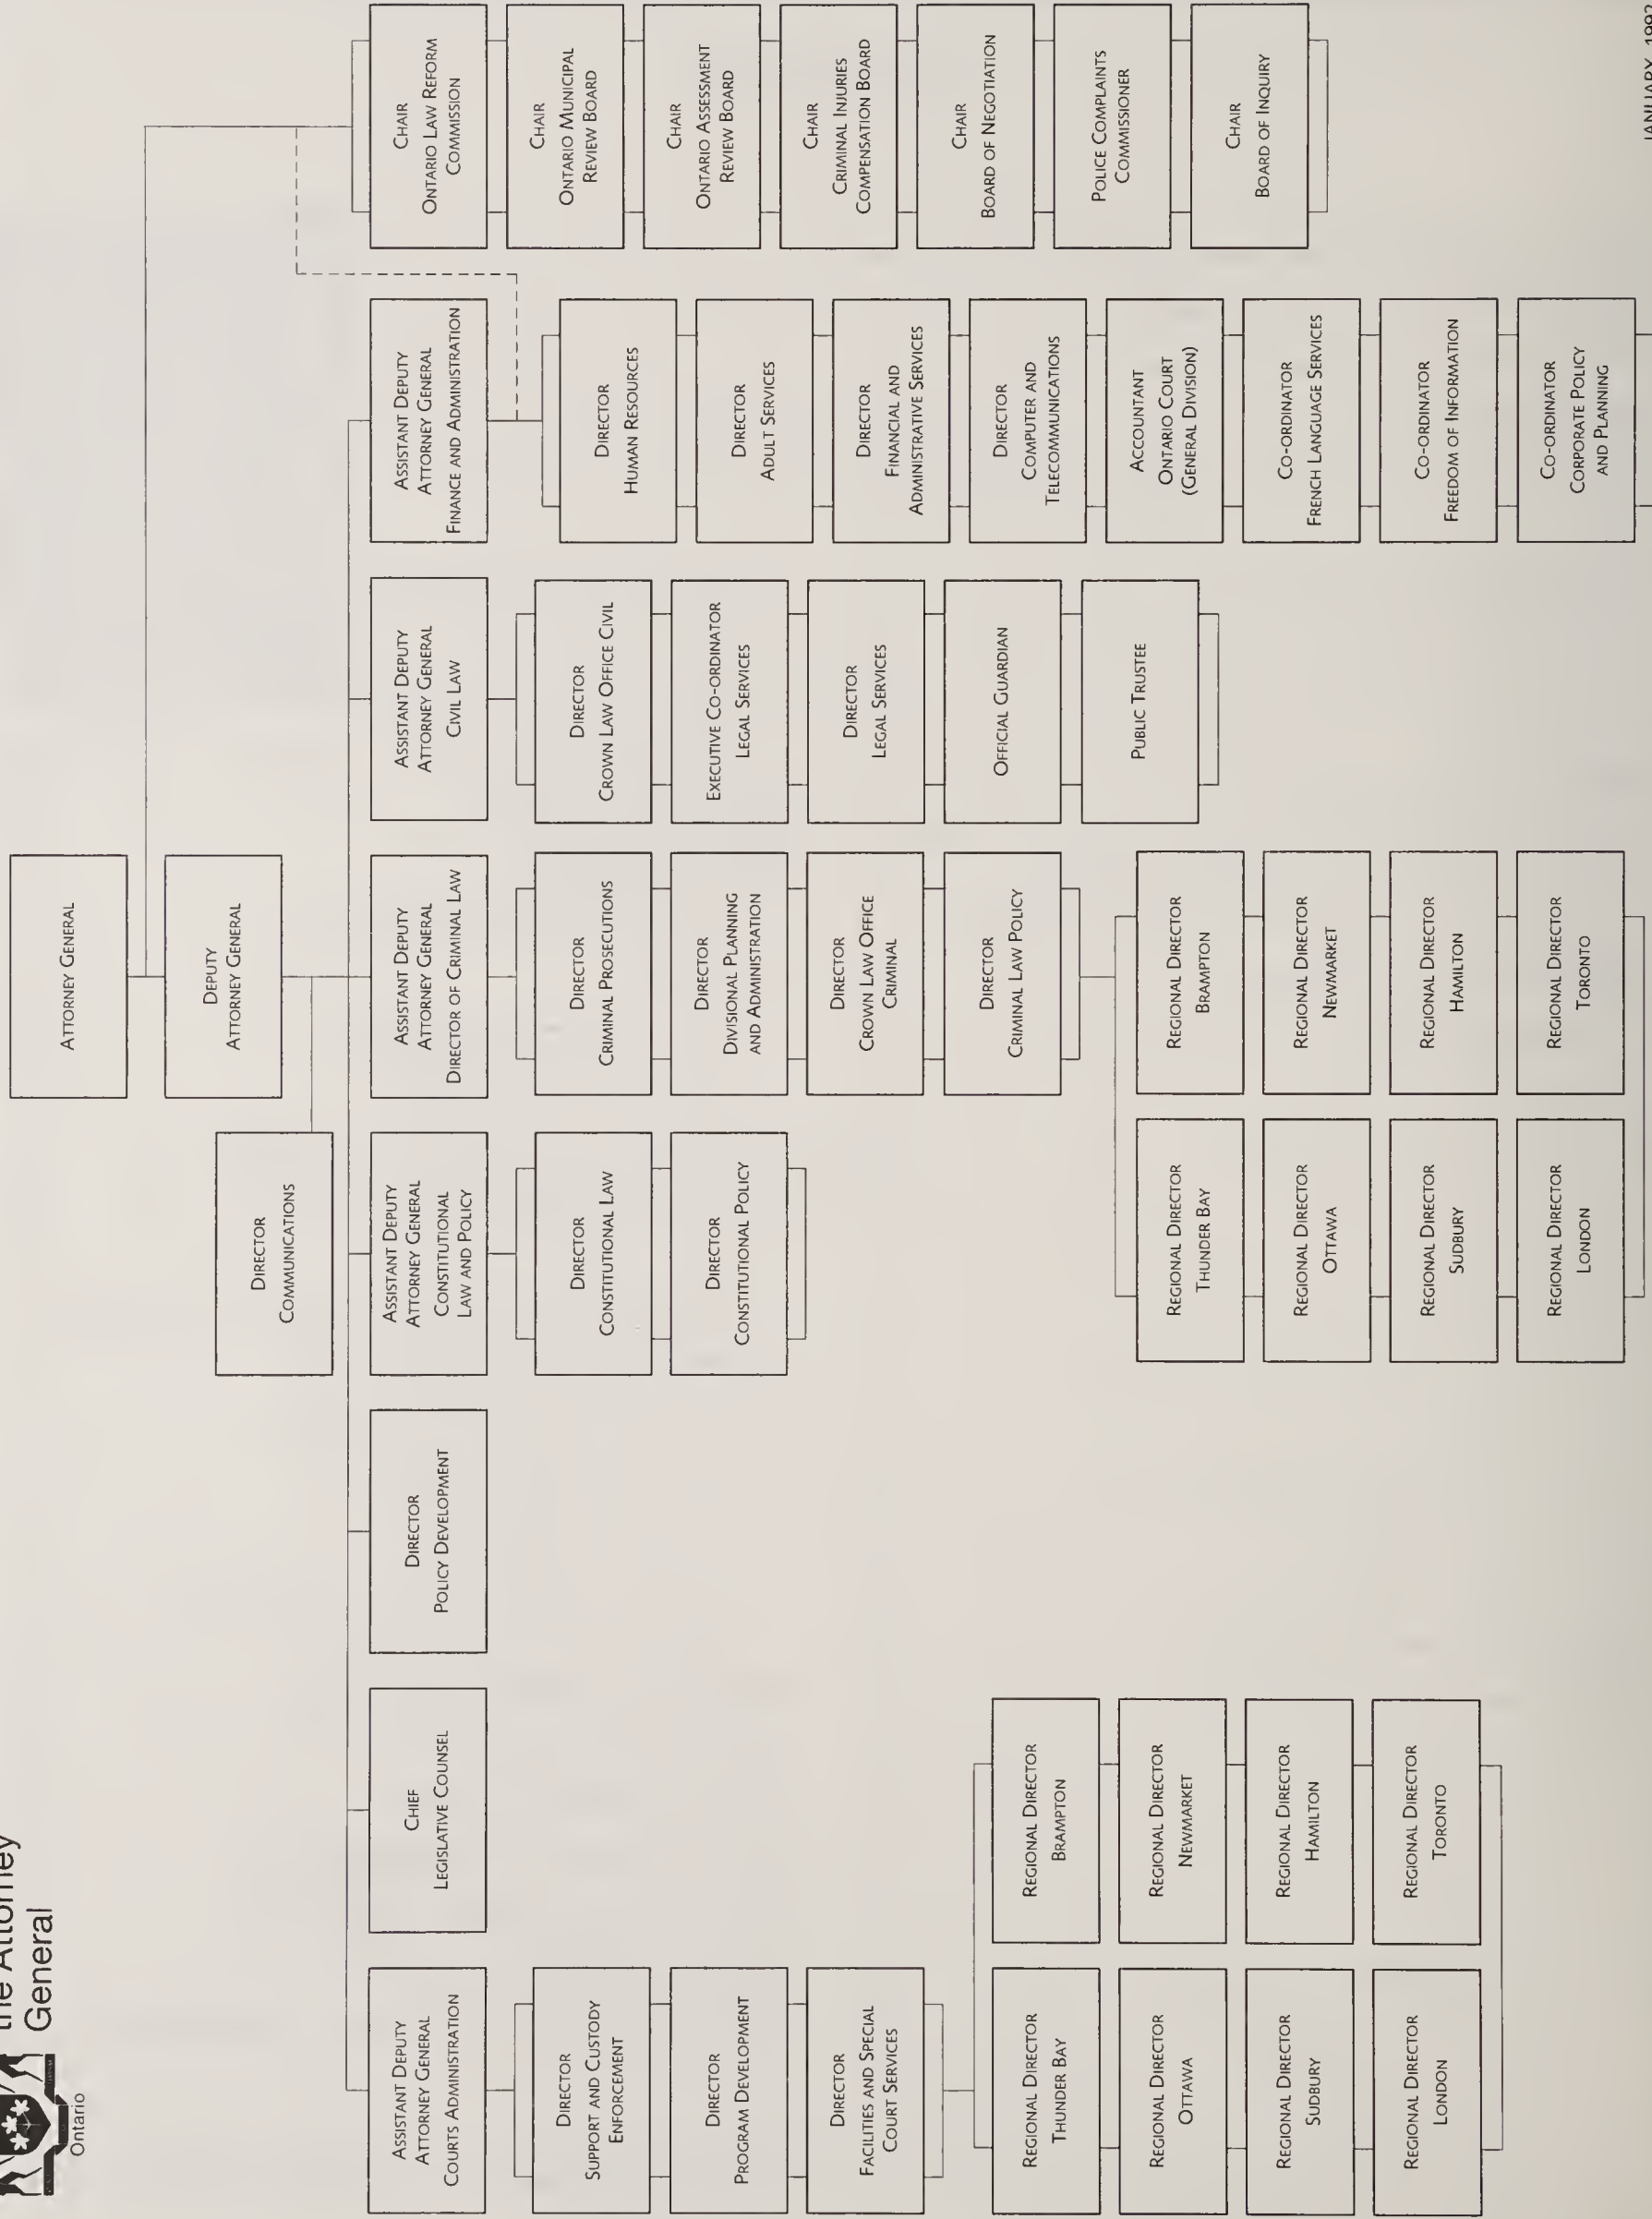 the Attorney
General
Ontario
ATTORNEY GENERAL
DEPUTY
ATTORNEY GENERAL
DIRECTOR
COMMUNICATIONS
ASSISTANT DEPUTY
ATTORNEY GENERAL
COURTS ADMINISTRATION
DIRECTOR
SUPPORT AND CUSTODY
ENFORCEMENT
DIRECTOR
PROGRAM DEVELOPMENT
DIRECTOR
FACILITIES AND SPECIAL
COURT SERVICES
REGIONAL DIRECTOR
THUNDER BAY
REGIONAL DIRECTOR
BRAMPTON
REGIONAL DIRECTOR
OTTAWA
REGIONAL DIRECTOR
NEWMARKET
REGIONAL DIRECTOR
SUDBURY
REGIONAL DIRECTOR
HAMILTON
REGIONAL DIRECTOR
LONDON
REGIONAL DIRECTOR
TORONTO
CHIEF
LEGISLATIVE COUNSEL
DIRECTOR
POLICY DEVELOPMENT
ASSISTANT DEPUTY
ATTORNEY GENERAL
CONSTITUTIONAL
LAW AND POLICY
DIRECTOR
CONSTITUTIONAL LAW
DIRECTOR
CONSTITUTIONAL POLICY
ASSISTANT DEPUTY
ATTORNEY GENERAL
DIRECTOR OF CRIMINAL LAW
DIRECTOR
CRIMINAL PROSECUTIONS
DIRECTOR
DIVISIONAL PLANNING
AND ADMINISTRATION
DIRECTOR
CROWN LAW OFFICE
CRIMINAL
DIRECTOR
CRIMINAL LAW POLICY
REGIONAL DIRECTOR
THUNDER BAY
REGIONAL DIRECTOR
BRAMPTON
REGIONAL DIRECTOR
OTTAWA
REGIONAL DIRECTOR
NEWMARKET
REGIONAL DIRECTOR
SUDBURY
REGIONAL DIRECTOR
HAMILTON
REGIONAL DIRECTOR
LONDON
REGIONAL DIRECTOR
TORONTO
ASSISTANT DEPUTY
ATTORNEY GENERAL
CIVIL LAW
DIRECTOR
CROWN LAW OFFICE CIVIL
EXECUTIVE CO-ORDINATOR
LEGAL SERVICES
DIRECTOR
LEGAL SERVICES
OFFICIAL GUARDIAN
PUBLIC TRUSTEE
ASSISTANT DEPUTY
ATTORNEY GENERAL
FINANCE AND ADMINISTRATION
DIRECTOR
HUMAN RESOURCES
DIRECTOR
ADULT SERVICES
DIRECTOR
FINANCIAL AND
ADMINISTRATIVE SERVICES
DIRECTOR
COMPUTER AND
TELECOMMUNICATIONS
ACCOUNTANT
ONTARIO COURT
(GENERAL DIVISION)
CO-ORDINATOR
FRENCH LANGUAGE SERVICES
CO-ORDINATOR
FREEDOM OF INFORMATION
CO-ORDINATOR
CORPORATE POLICY
AND PLANNING
CHAIR
ONTARIO LAW REFORM
COMMISSION
CHAIR
ONTARIO MUNICIPAL
REVIEW BOARD
CHAIR
ONTARIO ASSESSMENT
REVIEW BOARD
CHAIR
CRIMINAL INJURIES
COMPENSATION BOARD
CHAIR
BOARD OF NEGOTIATION
POLICE COMPLAINTS
COMMISSIONER
CHAIR
BOARD OF INQUIRY
JANUARY, 1992